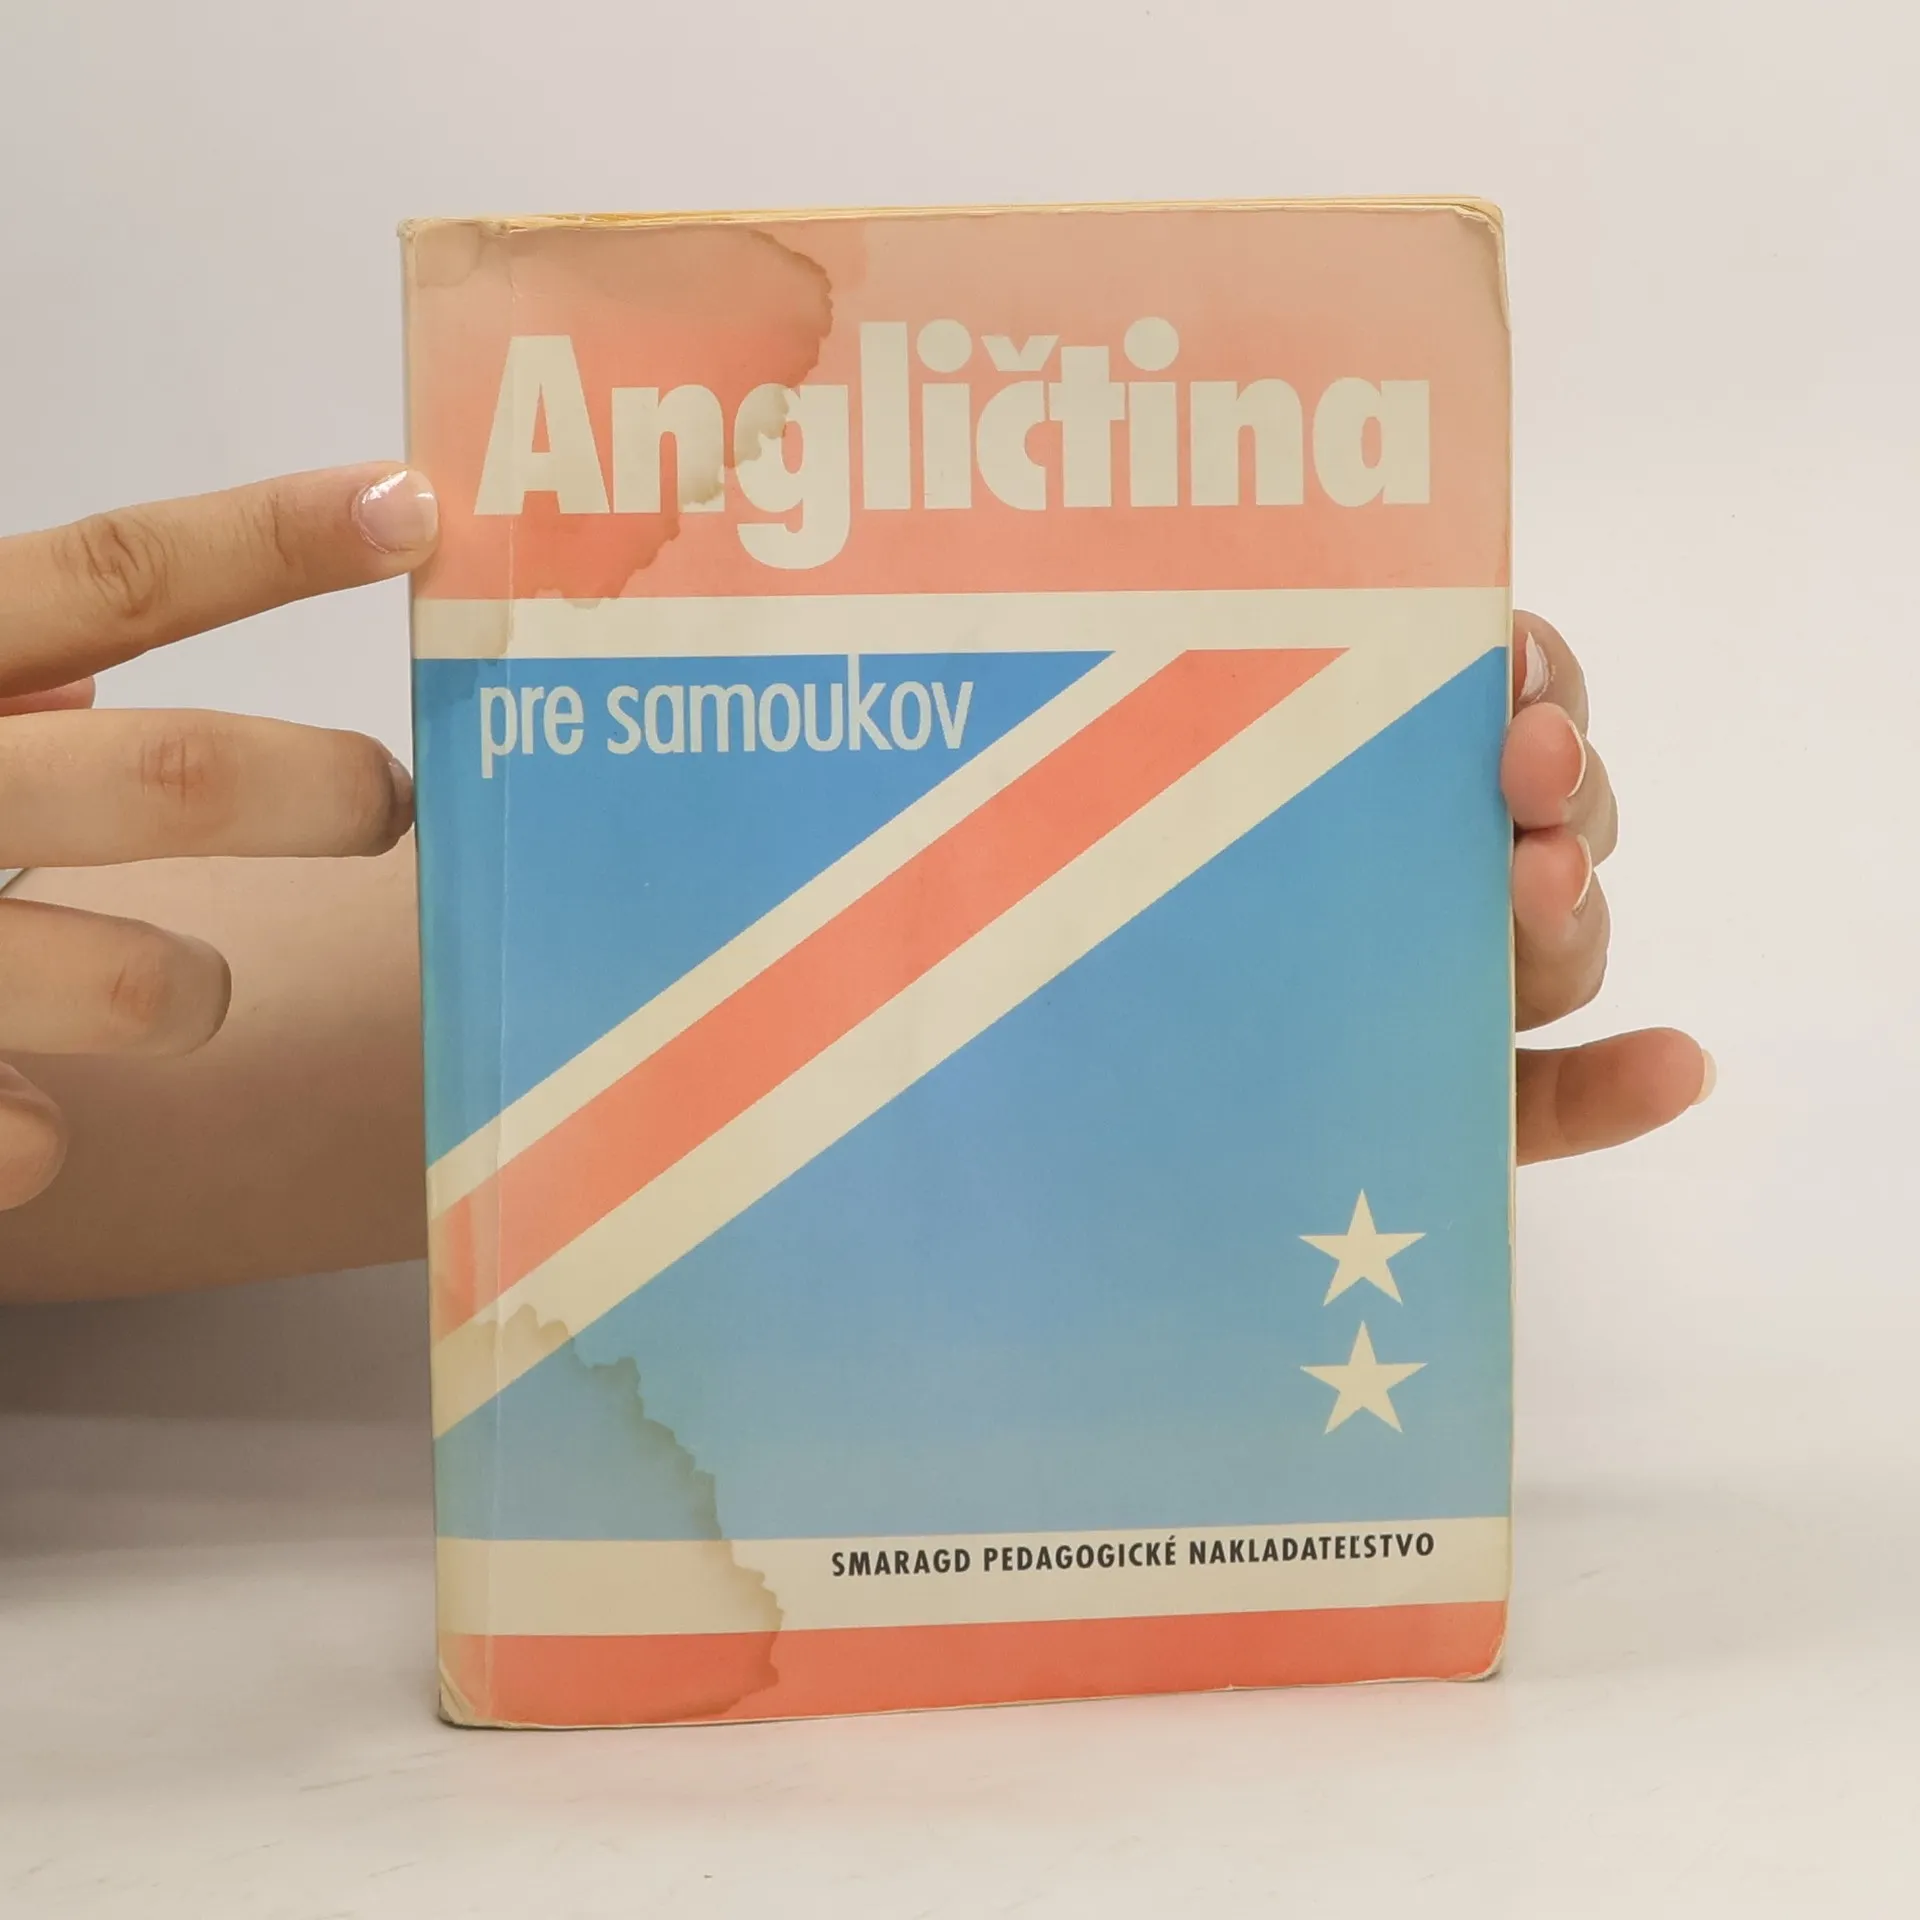 Angličtina
pre samoukov
SMARAGD PEDAGOGICKÉ NAKLADATEĽSTVO